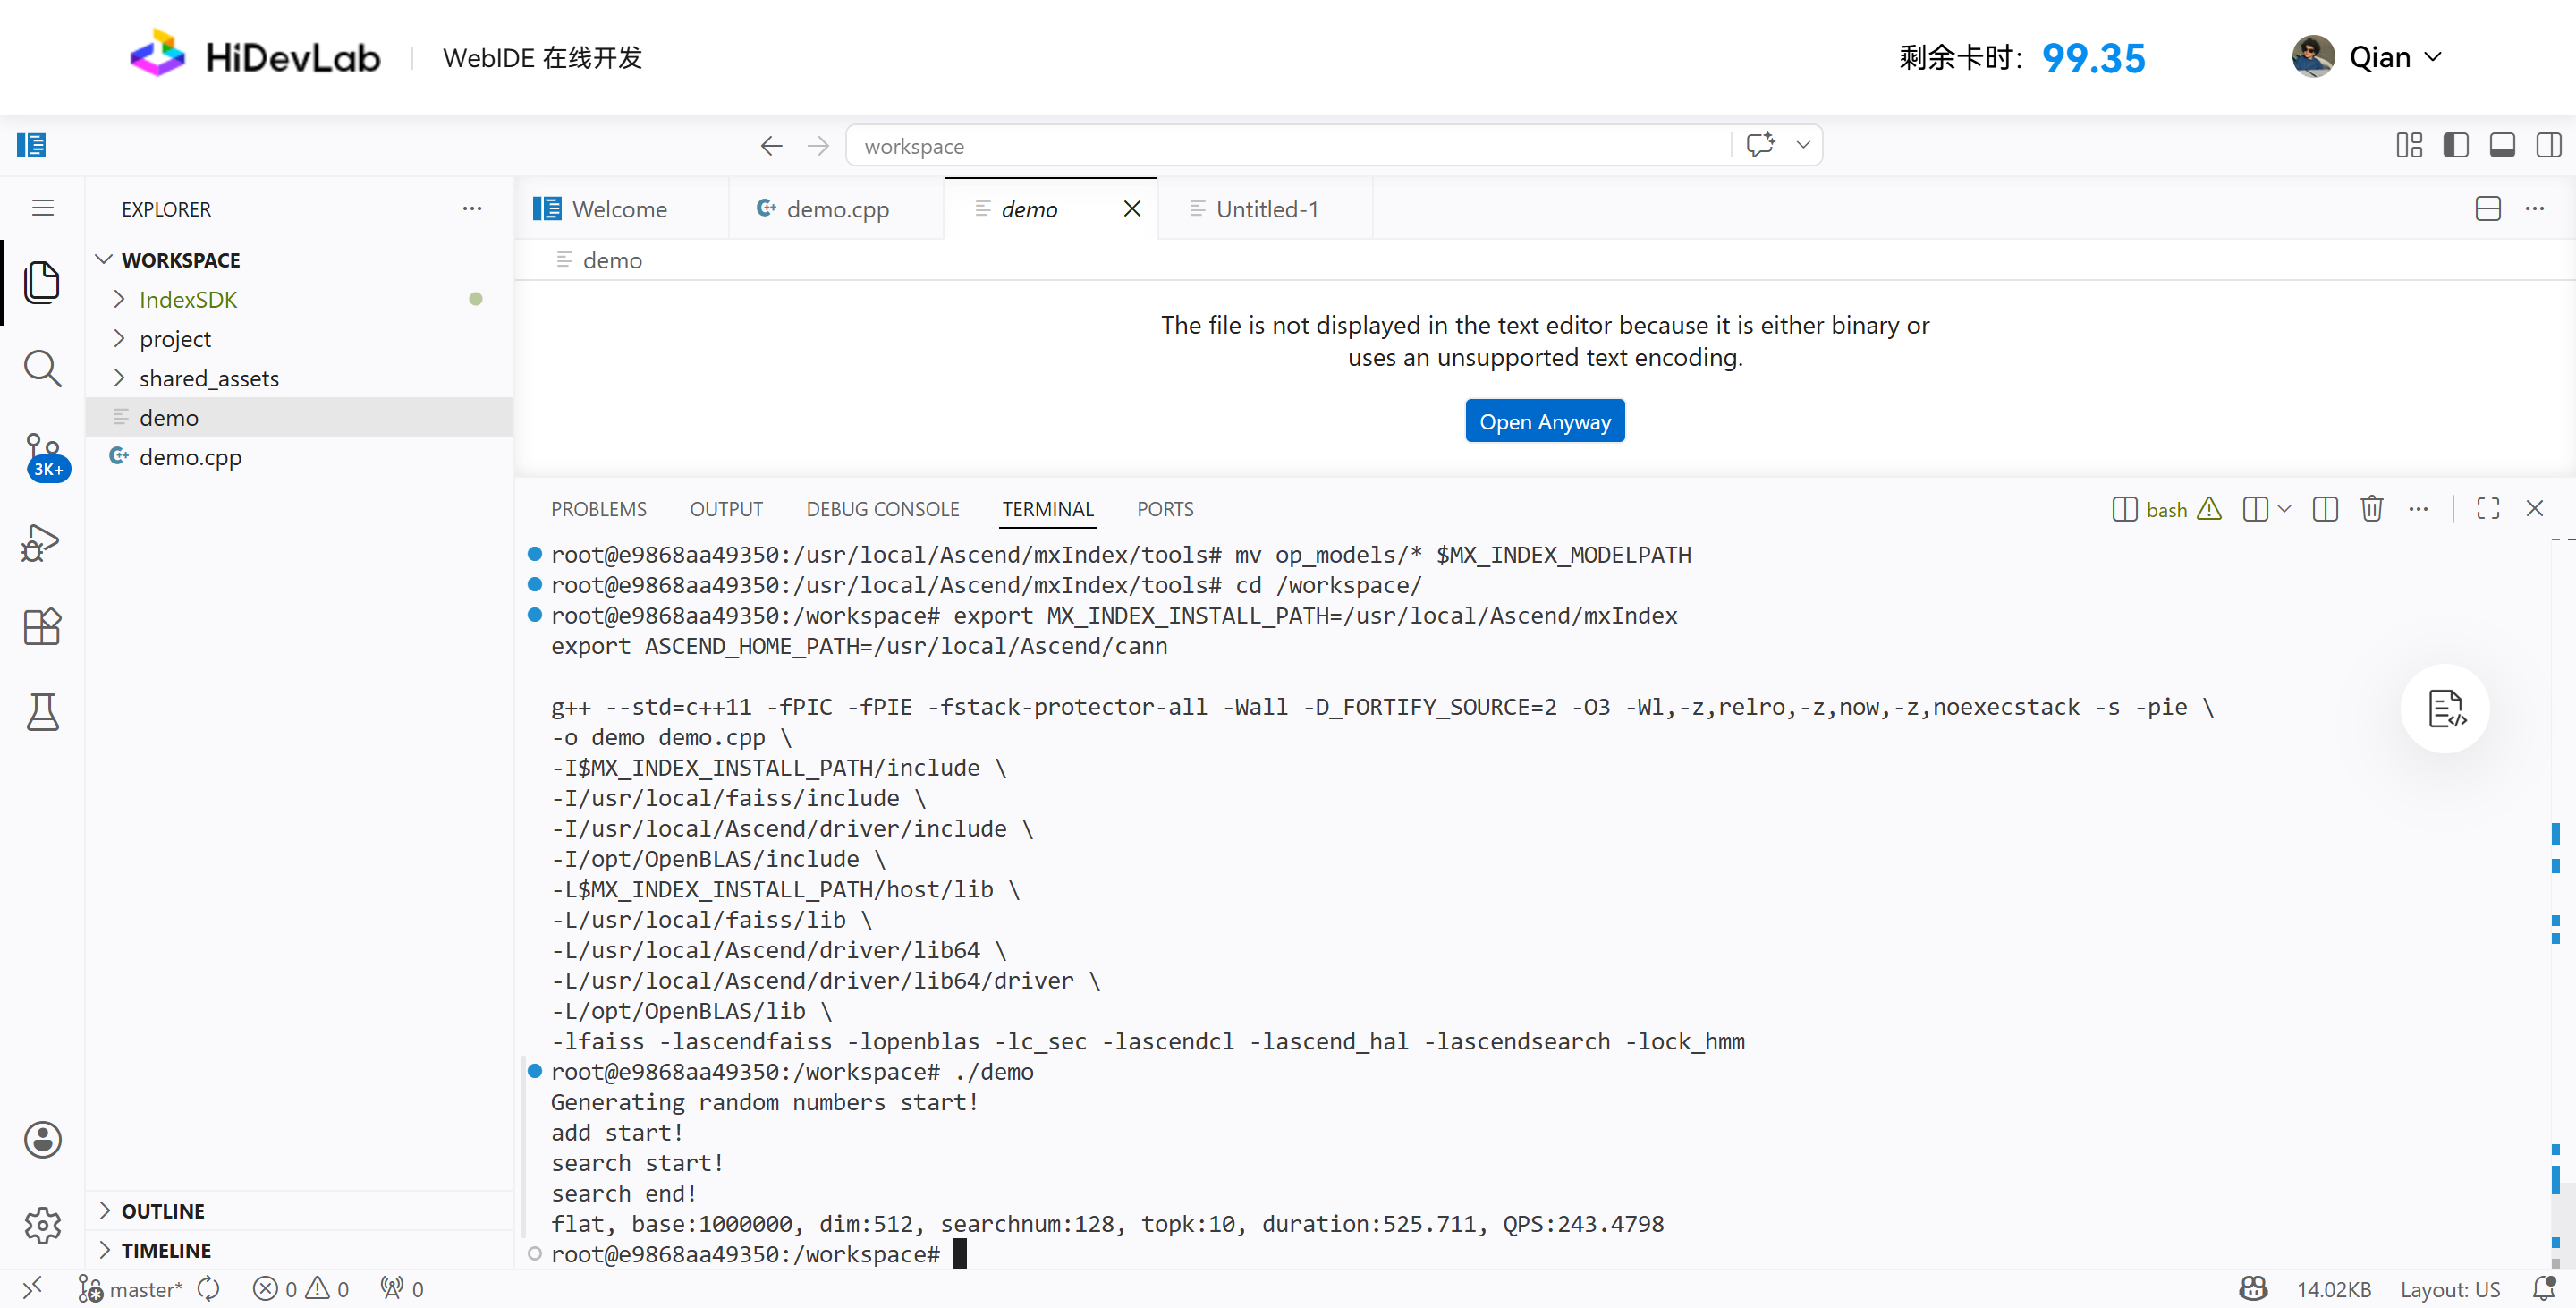 HiDevLab
WebIDE 在线开发
剩余卡时： 99.35
Qian
workspace
EXPLORER
WORKSPACE
IndexSDK
project
shared_assets
demo
demo.cpp
3K+
OUTLINE
TIMELINE
Welcome
demo.cpp
demo
Untitled-1
demo
The file is not displayed in the text editor because it is either binary or
uses an unsupported text encoding.
Open Anyway
PROBLEMS OUTPUT DEBUG CONSOLE TERMINAL PORTS
bash
root@e9868aa49350:/usr/local/Ascend/mxIndex/tools# mv op_models/* $MX_INDEX_MODELPATH
root@e9868aa49350:/usr/local/Ascend/mxIndex/tools# cd /workspace/
root@e9868aa49350:/workspace# export MX_INDEX_INSTALL_PATH=/usr/local/Ascend/mxIndex
export ASCEND_HOME_PATH=/usr/local/Ascend/cann
g++ --std=c++11 -fPIC -fPIE -fstack-protector-all -Wall -D_FORTIFY_SOURCE=2 -O3 -Wl,-z,relro,-z,now,-z,noexecstack -s -pie \
-o demo demo.cpp \
-I$MX_INDEX_INSTALL_PATH/include \
-I/usr/local/faiss/include \
-I/usr/local/Ascend/driver/include \
-I/opt/OpenBLAS/include \
-L$MX_INDEX_INSTALL_PATH/host/lib \
-L/usr/local/faiss/lib \
-L/usr/local/Ascend/driver/lib64 \
-L/usr/local/Ascend/driver/lib64/driver \
-L/opt/OpenBLAS/lib \
-lfaiss -lascendfaiss -lopenblas -lc_sec -lascendcl -lascend_hal -lascendsearch -lock_hmm
root@e9868aa49350:/workspace# ./demo
Generating random numbers start!
add start!
search start!
search end!
flat, base:1000000, dim:512, searchnum:128, topk:10, duration:525.711, QPS:243.4798
root@e9868aa49350:/workspace#
master* 0 0 0
14.02KB Layout: US